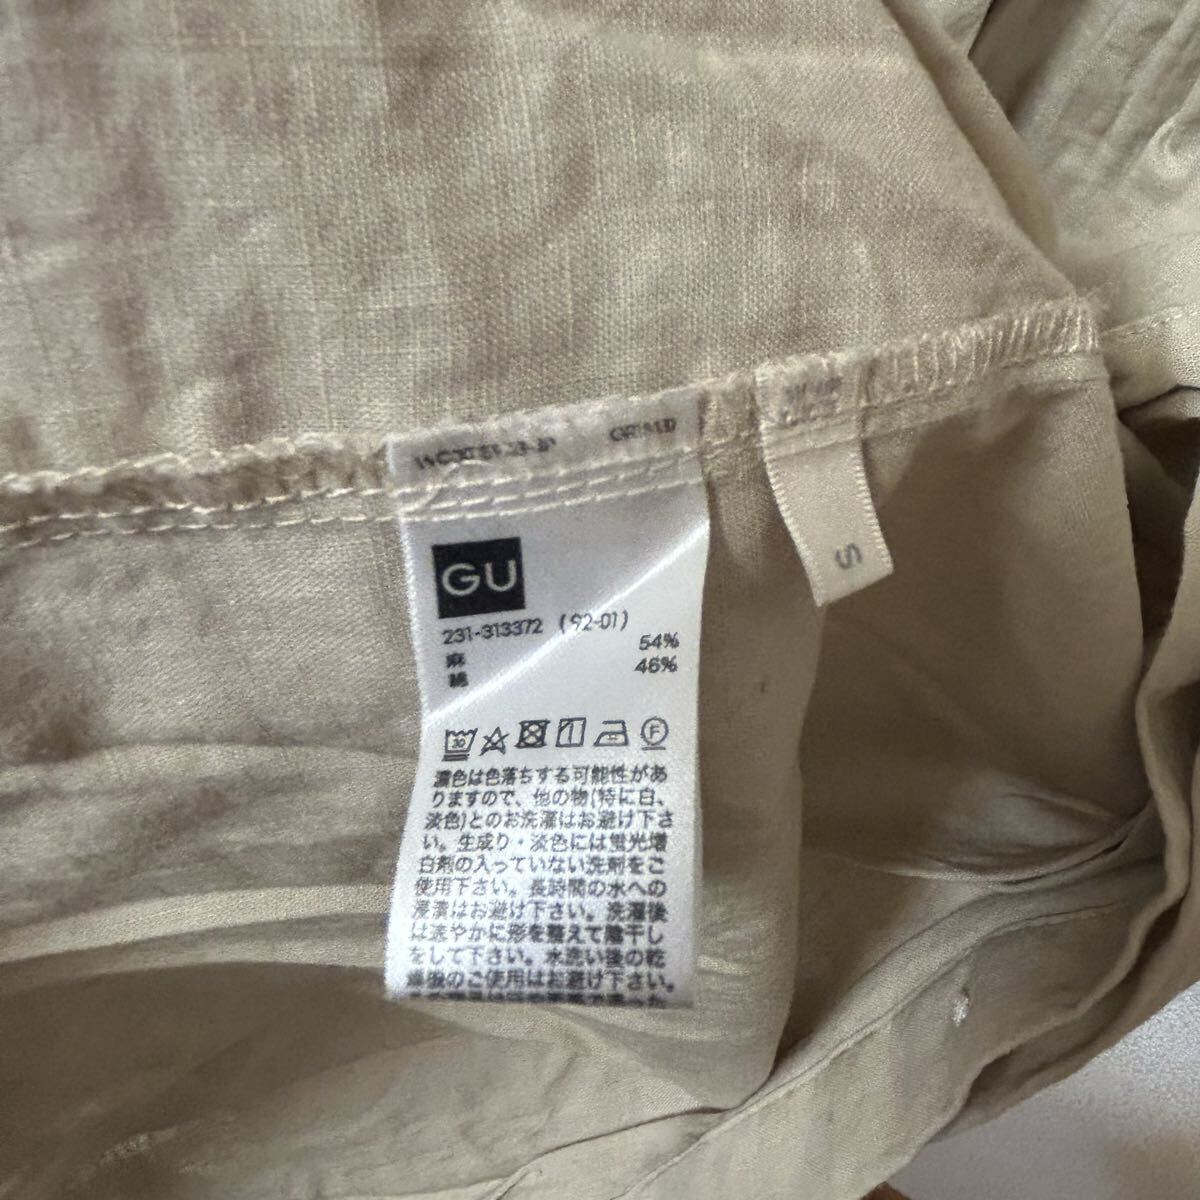 S
GU
231-313372 (92-01)
麻 54%
綿 46%
30
F
濃色は色落ちする可能性があ
りますので、他の物(特に白、
淡色)とのお洗濯はお避け下さ
い。生成り・淡色には蛍光増
白剤の入っていない洗剤をご
使用下さい。長時間の水への
浸漬はお避け下さい。洗濯後
は速やかに形を整えて陰干し
をして下さい。水洗い後の乾
燥機のご使用はお避け下さい。